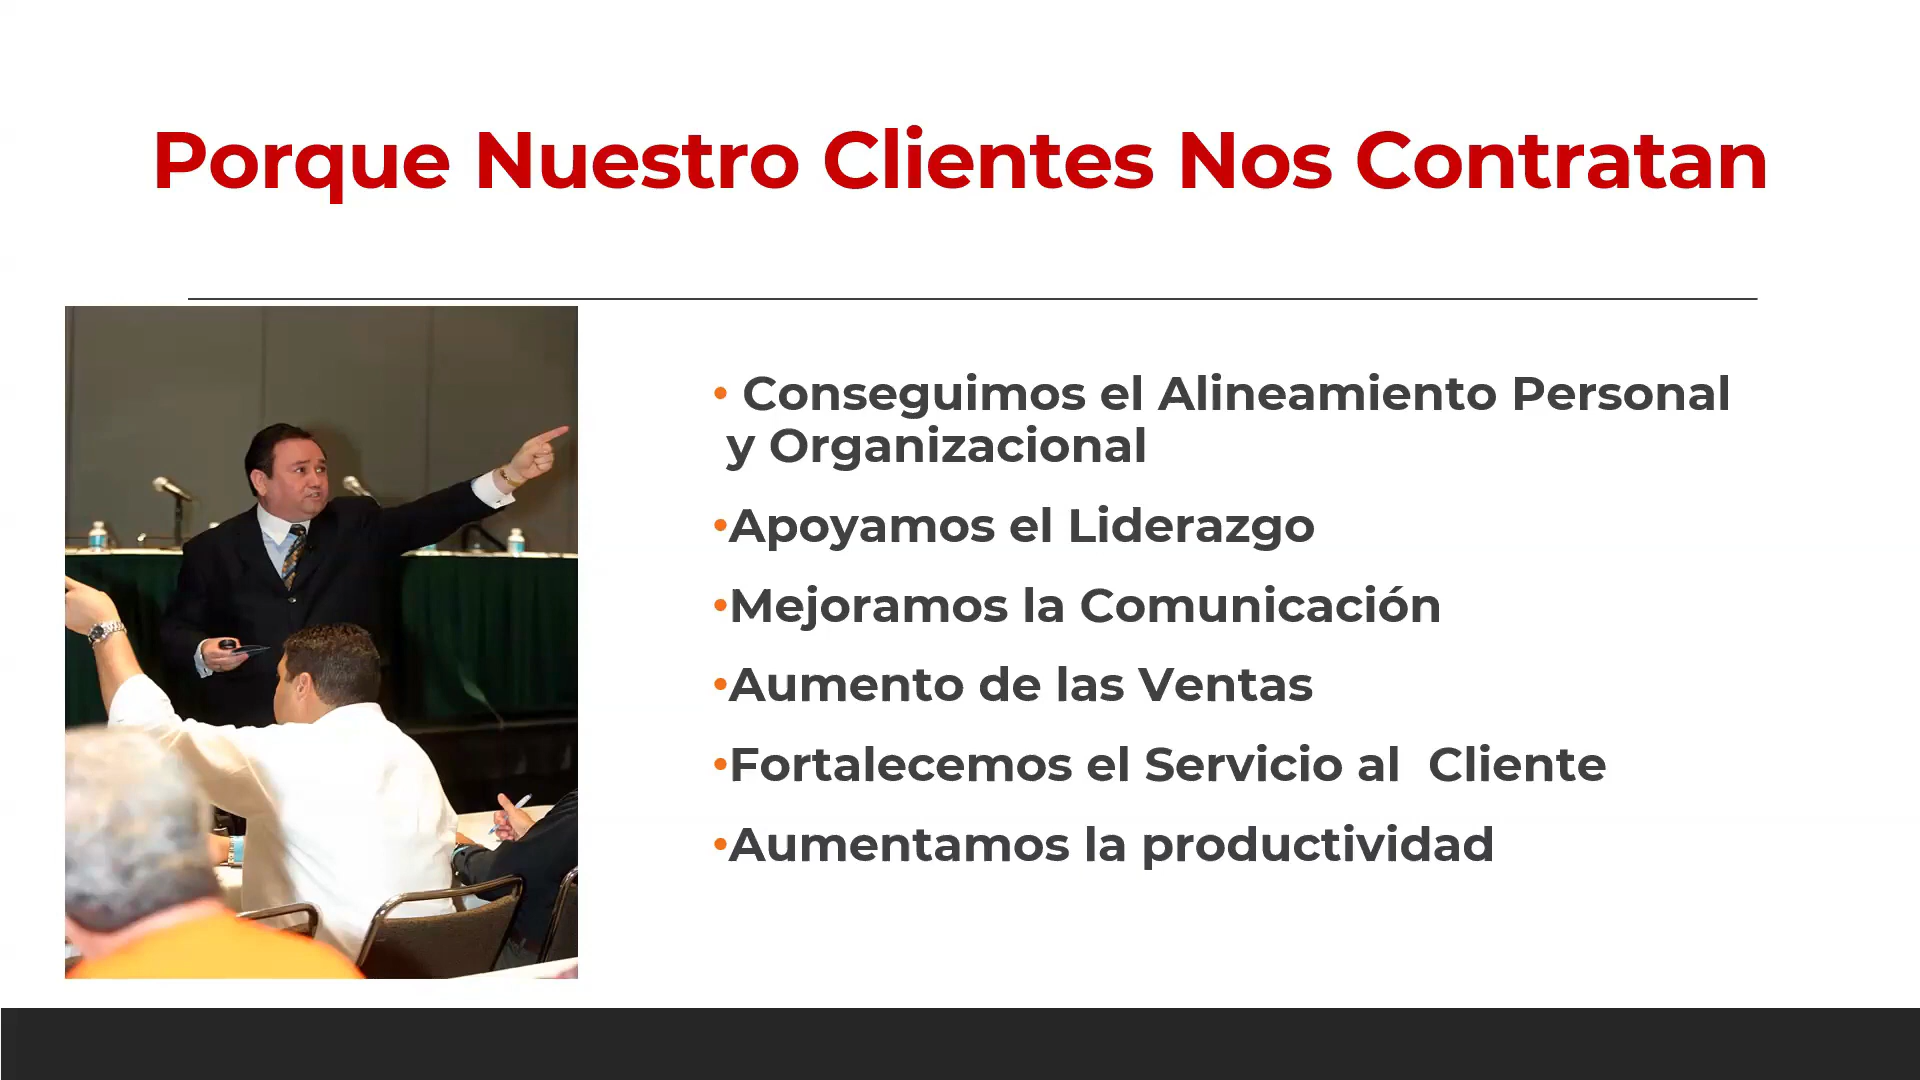 Porque Nuestro Clientes Nos Contratan
• Conseguimos el Alineamiento Personal
y Organizacional
•Apoyamos el Liderazgo
•Mejoramos la Comunicación
•Aumento de las Ventas
•Fortalecemos el Servicio al  Cliente
•Aumentamos la productividad